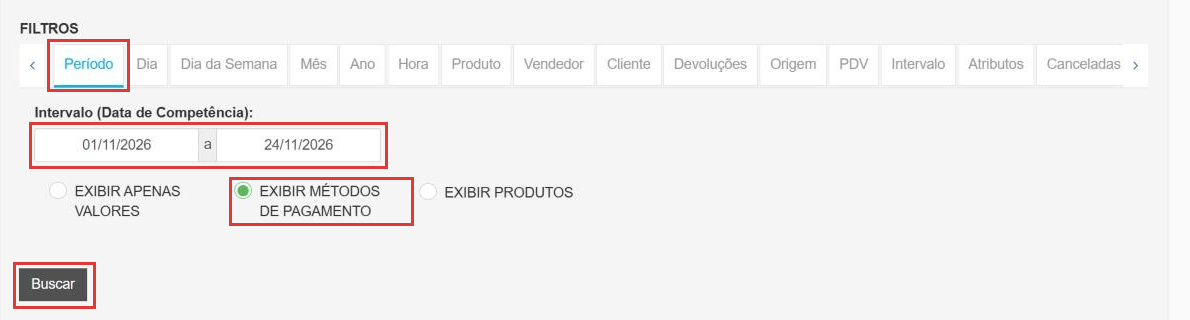 FILTROS
‹ Período Dia Dia da Semana Mês Ano Hora Produto Vendedor Cliente Devoluções Origem PDV Intervalo Atributos Canceladas ›
Intervalo (Data de Competência):
01/11/2026 a 24/11/2026
EXIBIR APENAS VALORES
EXIBIR MÉTODOS DE PAGAMENTO
EXIBIR PRODUTOS
Buscar